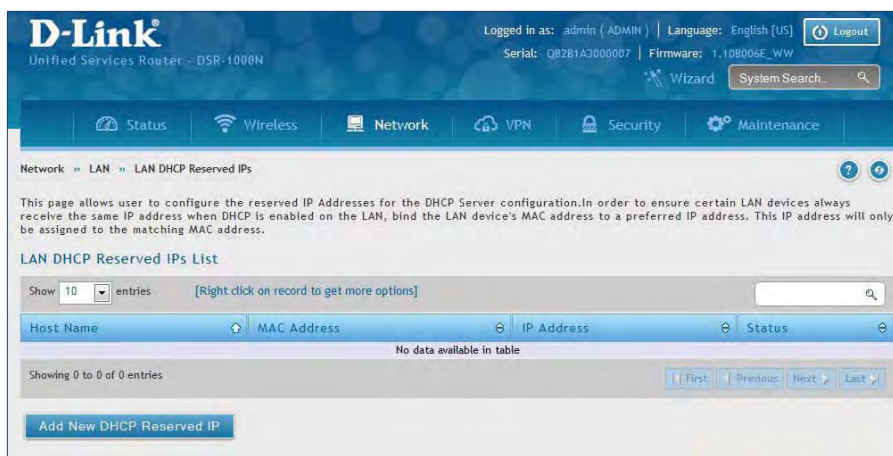 D-Link
Unified Services Router - DSR-1000N
Logged in as: admin ( ADMIN ) | Language: English [US]
Logout
Serial: QB2B1A3000007 | Firmware: 1.10B006E_WW
Wizard
System Search...
Status
Wireless
Network
VPN
Security
Maintenance
Network » LAN » LAN DHCP Reserved IPs
?
This page allows user to configure the reserved IP Addresses for the DHCP Server configuration.In order to ensure certain LAN devices always
receive the same IP address when DHCP is enabled on the LAN, bind the LAN device's MAC address to a preferred IP address. This IP address will only
be assigned to the matching MAC address.
LAN DHCP Reserved IPs List
Show 10 entries [Right click on record to get more options]
Host Name MAC Address IP Address Status
No data available in table
Showing 0 to 0 of 0 entries
First Previous Next Last
Add New DHCP Reserved IP